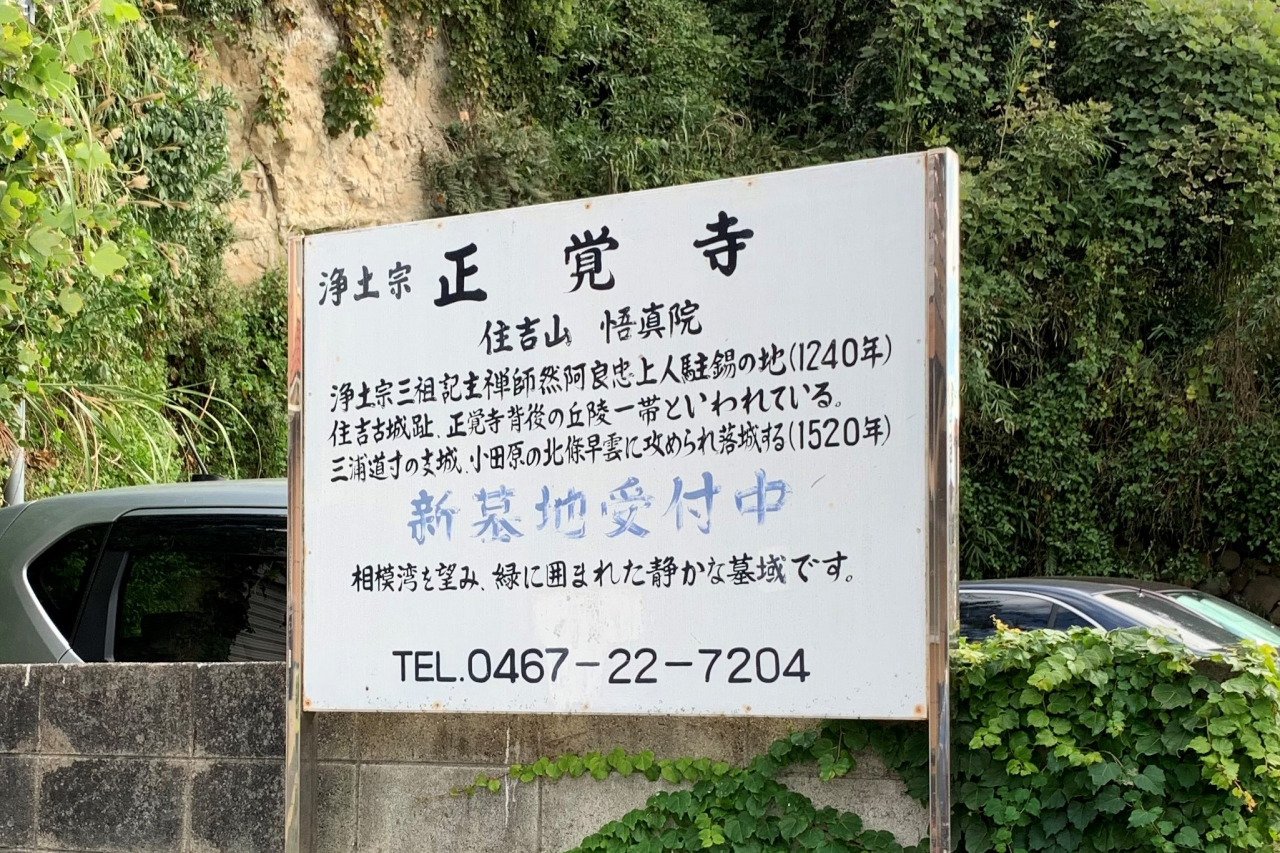 浄土宗 正覚寺
住吉山 悟真院
浄土宗三祖記主禅師然阿良忠上人駐錫の地(1240年)
住吉古城趾、正覚寺背後の丘陵一帯といわれている。
三浦道寸の支城、小田原の北條早雲に攻められ落城する(1520年)
新墓地受付中
相模湾を望み、緑に囲まれた静かな墓域です。
TEL.0467-22-7204